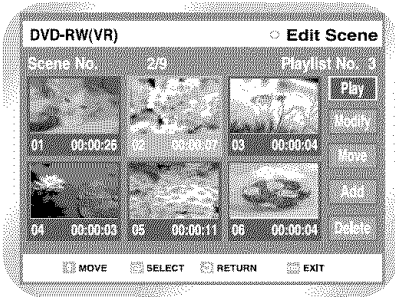 DVD-RW(VR) Edit Scene
Scene No. 2/9 Playlist No. 3
Play
01 00:00:26 02 00:00:07 03 00:00:04
Modify
Move
Add
04 00:00:03 05 00:00:11 06 00:00:04
Delete
MOVE SELECT RETURN EXIT